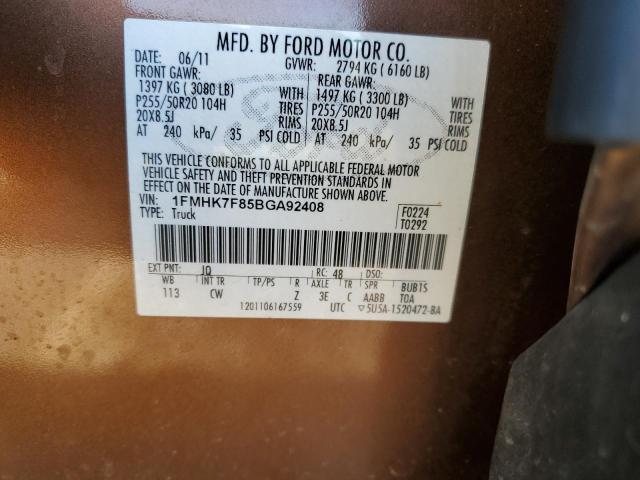 MFD. BY FORD MOTOR CO.
DATE: 06/11 GVWR: 2794 KG ( 6160 LB)
FRONT GAWR: REAR GAWR:
1397 KG ( 3080 LB) WITH 1497 KG ( 3300 LB) WITH
P255/50R20 104H TIRES P255/50R20 104H TIRES
20X8.5J RIMS 20X8.5J RIMS
AT 240 kPa/ 35 PSI COLD AT 240 kPa/ 35 PSI COLD
THIS VEHICLE CONFORMS TO ALL APPLICABLE FEDERAL MOTOR
VEHICLE SAFETY AND THEFT PREVENTION STANDARDS IN
EFFECT ON THE DATE OF MANUFACTURE SHOWN ABOVE.
VIN: 1FMHK7F85BGA92408 F0224
TYPE: Truck T0292
EXT PNT: JQ RC: 48 DSO:
WB INT TR TP/PS R AXLE TR SPR BUB1S
113 CW Z 3E C AABB TOA
1201106167559 UTC ▽5U5A-1520472-BA
Ford